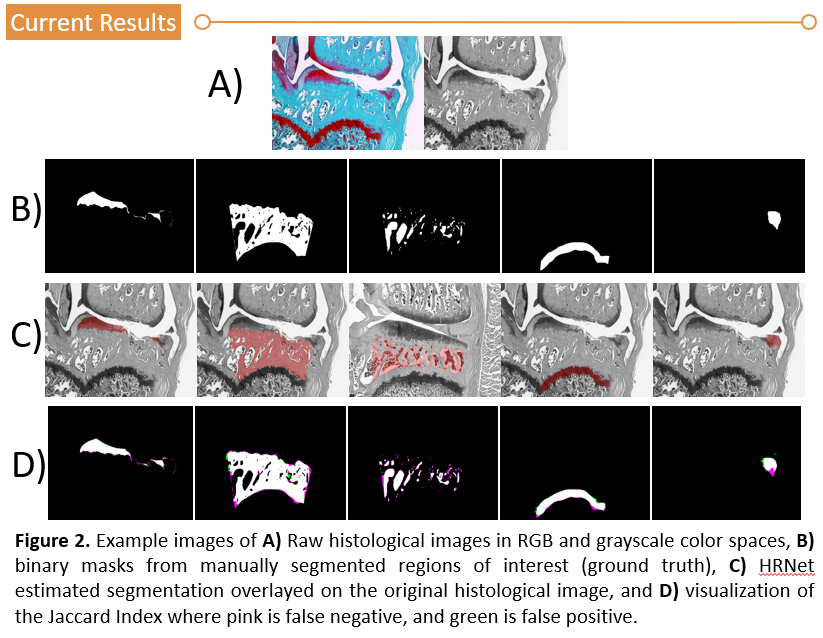 Current Results
A)
B)
C)
D)
Figure 2. Example images of A) Raw histological images in RGB and grayscale color spaces, B)
binary masks from manually segmented regions of interest (ground truth), C) HRNet
estimated segmentation overlayed on the original histological image, and D) visualization of
the Jaccard Index where pink is false negative, and green is false positive.